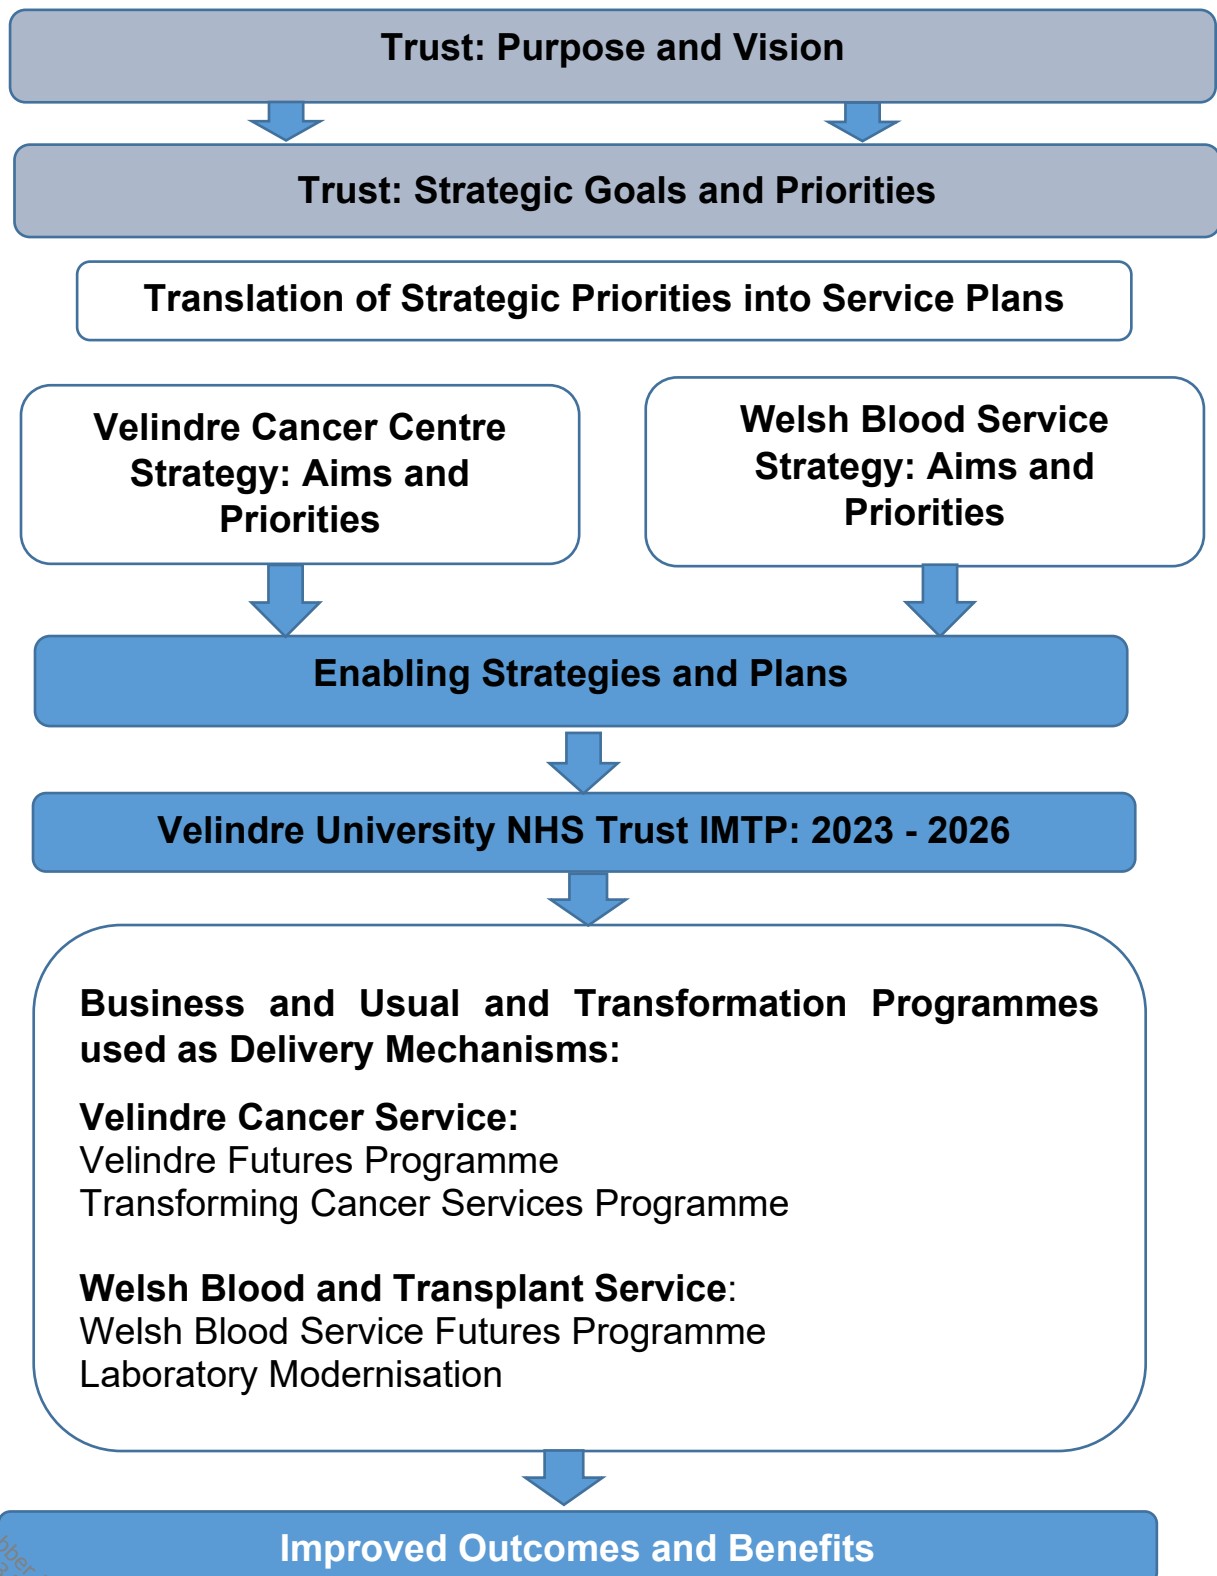 Trust: Purpose and Vision
Trust: Strategic Goals and Priorities
Translation of Strategic Priorities into Service Plans
Velindre Cancer Centre
Strategy: Aims and
Priorities
Welsh Blood Service
Strategy: Aims and
Priorities
Enabling Strategies and Plans
Velindre University NHS Trust IMTP: 2023 - 2026
Business and Usual and Transformation Programmes
used as Delivery Mechanisms:
Velindre Cancer Service:
Velindre Futures Programme
Transforming Cancer Services Programme
Welsh Blood and Transplant Service:
Welsh Blood Service Futures Programme
Laboratory Modernisation
Improved Outcomes and Benefits